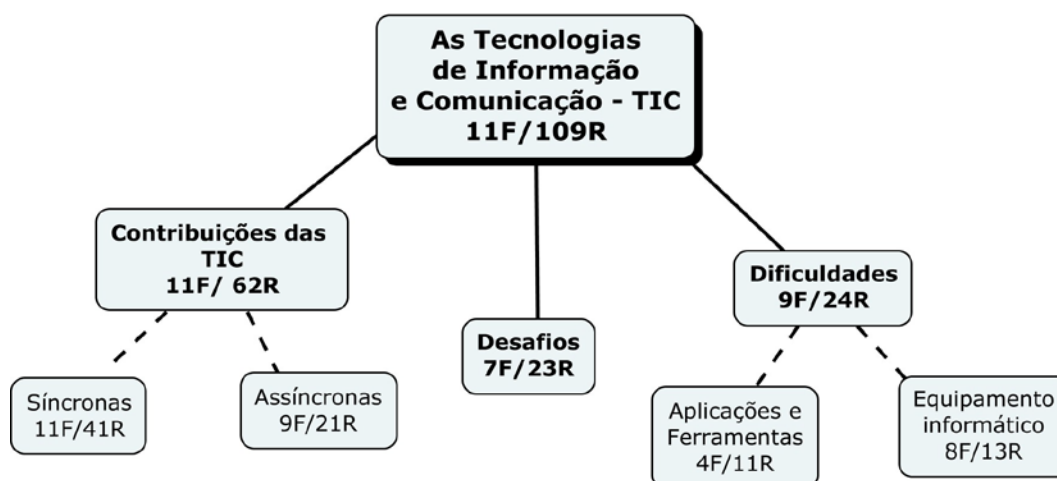 As Tecnologias
de Informação
e Comunicação - TIC
11F/109R
Contribuições das
TIC
11F/ 62R
Dificuldades
9F/24R
Desafios
7F/23R
Síncronas
11F/41R
Assíncronas
9F/21R
Aplicações e
Ferramentas
4F/11R
Equipamento
informático
8F/13R